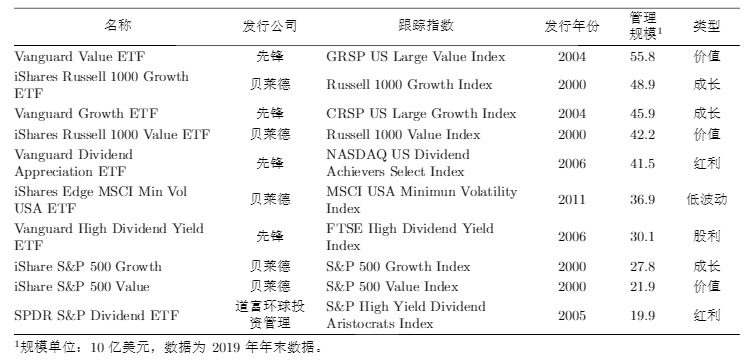 名称 发行公司 跟踪指数 发行年份 管理规模¹ 类型
Vanguard Value ETF 先锋 GRSP US Large Value Index 2004 55.8 价值
iShares Russell 1000 Growth ETF 贝莱德 Russell 1000 Growth Index 2000 48.9 成长
Vanguard Growth ETF 先锋 CRSP US Large Growth Index 2004 45.9 成长
iShares Russell 1000 Value ETF 贝莱德 Russell 1000 Value Index 2000 42.2 价值
Vanguard Dividend Appreciation ETF 先锋 NASDAQ US Dividend Achievers Select Index 2006 41.5 红利
iShares Edge MSCI Min Vol USA ETF 贝莱德 MSCI USA Minimun Volatility Index 2011 36.9 低波动
Vanguard High Dividend Yield ETF 先锋 FTSE High Dividend Yield Index 2006 30.1 股利
iShare S&P 500 Growth 贝莱德 S&P 500 Growth Index 2000 27.8 成长
iShare S&P 500 Value 贝莱德 S&P 500 Value Index 2000 21.9 价值
SPDR S&P Dividend ETF 道富环球投资管理 S&P High Yield Dividend Aristocrats Index 2005 19.9 红利
¹规模单位：10 亿美元，数据为 2019 年年末数据。